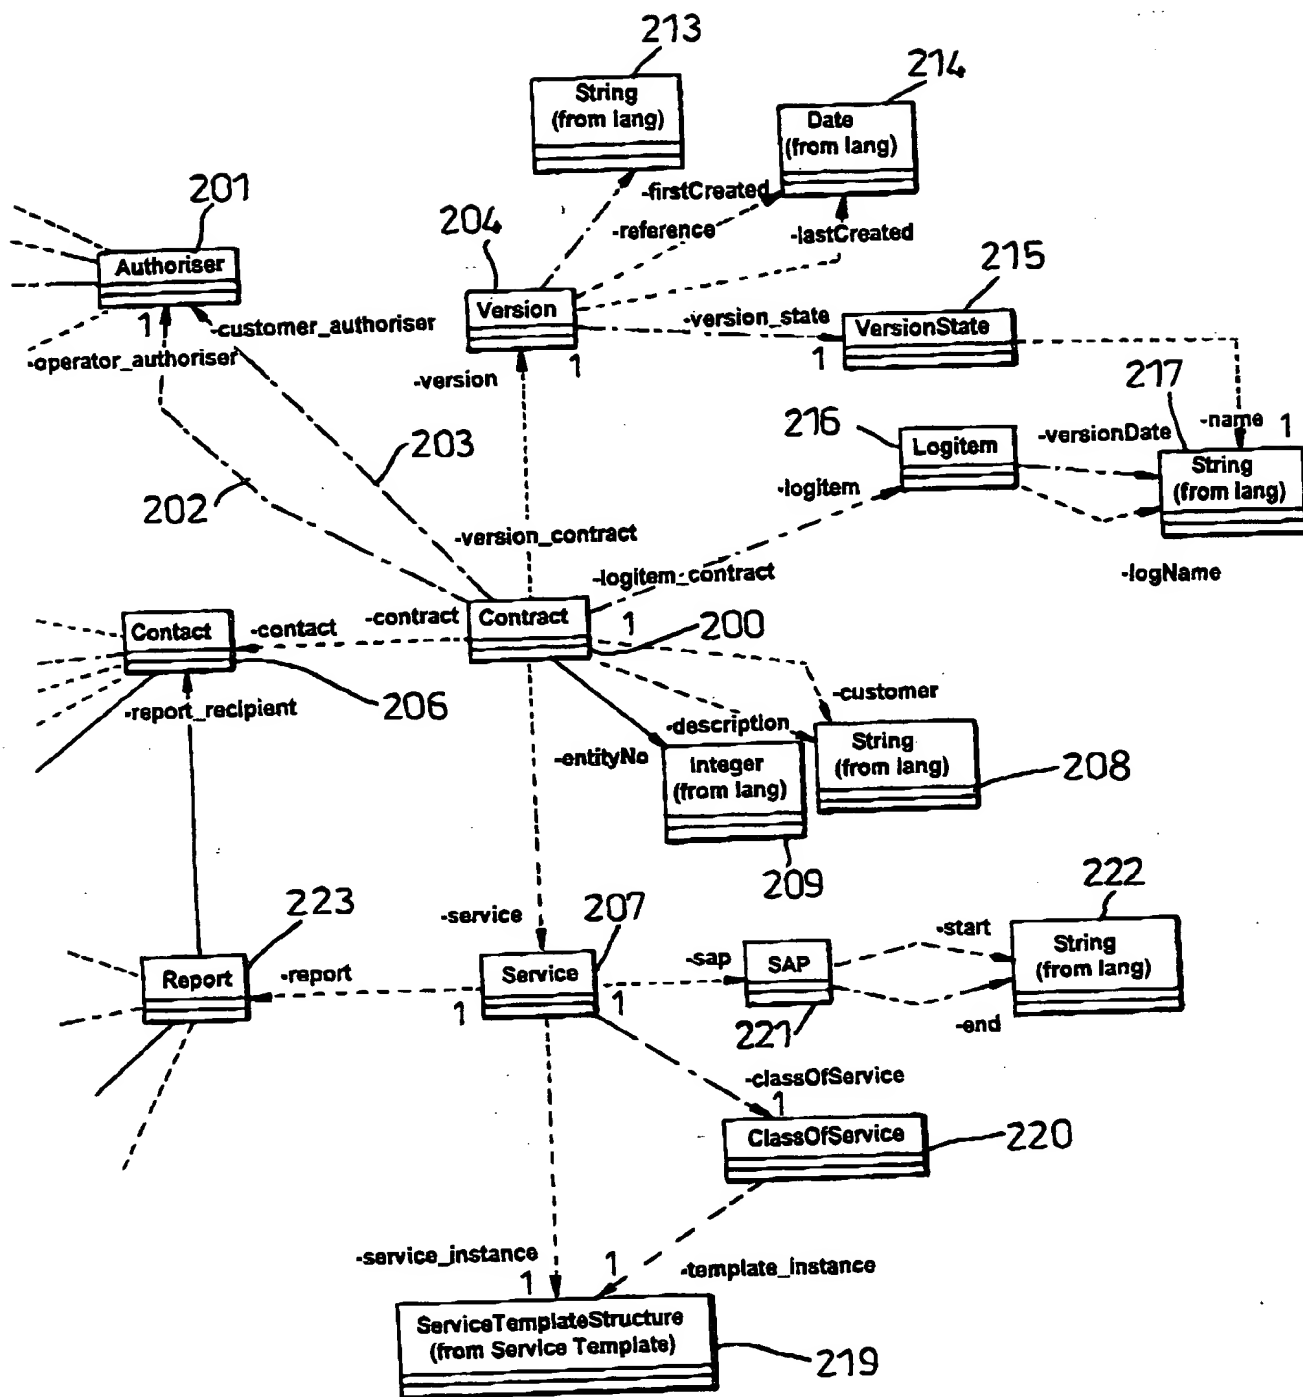 213
String
(from lang)
214
Date
(from lang)
201
Authoriser
1
-customer_authoriser
-operator_authoriser
204
Version
1
-firstCreated
-reference
-lastCreated
-version_state
215
VersionState
1
-version
217
-name
1
216
Logitem
-versionDate
String
(from lang)
-logitem
-logName
203
202
-version_contract
-logitem_contract
Contact
-contact
-contract
Contract
1
200
206
-report_recipient
-customer
-description
-entityNo
Integer
(from lang)
String
(from lang)
208
209
223
-service
207
222
Report
-report
Service
1
1
-sap
SAP
221
-start
String
(from lang)
-end
-classOfService
1
ClassOfService
220
-service_instance
1
1
-template_instance
ServiceTemplateStructure
(from Service Template)
219